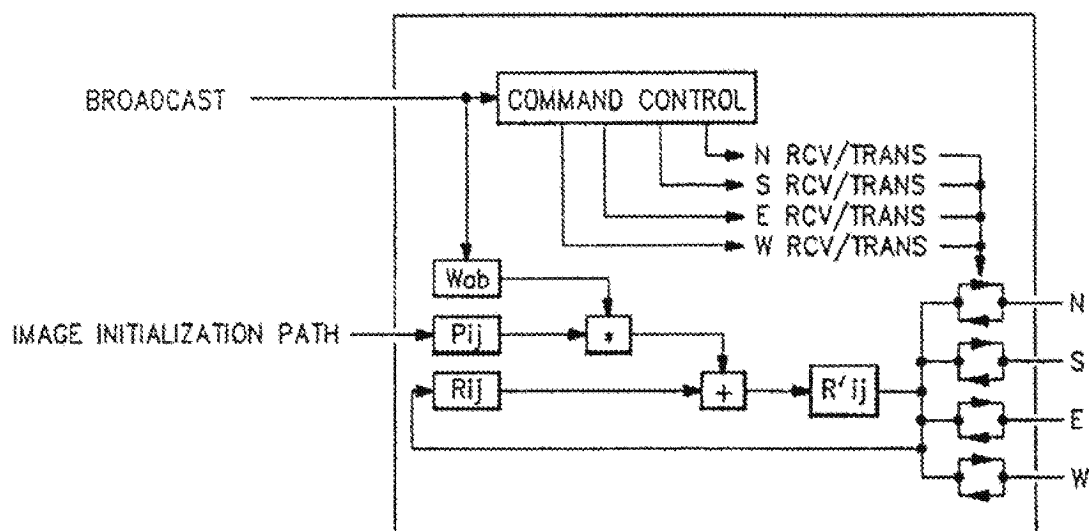 BROADCAST
COMMAND CONTROL
N RCV/TRANS
S RCV/TRANS
E RCV/TRANS
W RCV/TRANS
Wab
IMAGE INITIALIZATION PATH
Pij
*
Rij
+
R'ij
N
S
E
W